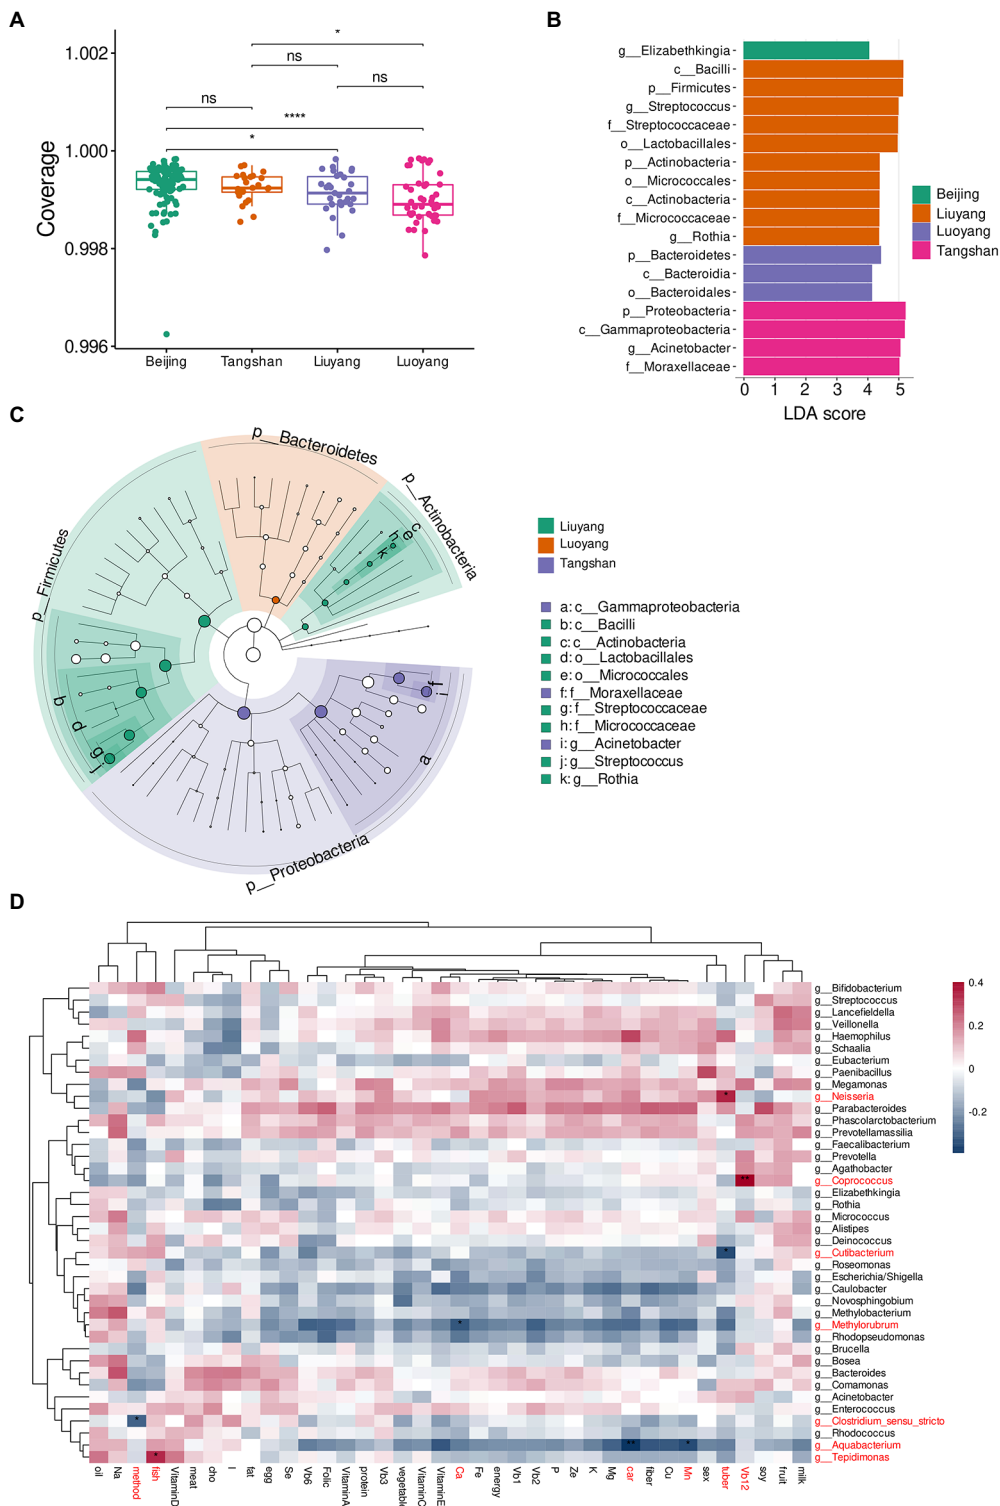 A
1.002
1.000
0.998
0.996
Coverage
*
ns
ns
ns
****
*
Beijing
Tangshan
Liuyang
Luoyang
B
g__Elizabethkingia
c__Bacilli
p__Firmicutes
g__Streptococcus
f__Streptococcaceae
o__Lactobacillales
p__Actinobacteria
o__Micrococcales
c__Actinobacteria
f__Micrococcaceae
g__Rothia
p__Bacteroidetes
c__Bacteroidia
o__Bacteroidales
p__Proteobacteria
c__Gammaproteobacteria
g__Acinetobacter
f__Moraxellaceae
0 1 2 3 4 5
LDA score
Beijing
Liuyang
Luoyang
Tangshan
C
p__Bacteroidetes
p__Actinobacteria
p__Firmicutes
p__Proteobacteria
c
e
h
k
b
d
g
j
f
i
a
Liuyang
Luoyang
Tangshan
a: c__Gammaproteobacteria
b: c__Bacilli
c: c__Actinobacteria
d: o__Lactobacillales
e: o__Micrococcales
f: f__Moraxellaceae
g: f__Streptococcaceae
h: f__Micrococcaceae
i: g__Acinetobacter
j: g__Streptococcus
k: g__Rothia
D
g__Bifidobacterium
g__Streptococcus
g__Lancefieldella
g__Veillonella
g__Haemophilus
g__Schaalia
g__Eubacterium
g__Paenibacillus
g__Megamonas
g__Neisseria
g__Parabacteroides
g__Phascolarctobacterium
g__Prevotellamassilia
g__Faecalibacterium
g__Prevotella
g__Agathobacter
g__Coprococcus
g__Elizabethkingia
g__Rothia
g__Micrococcus
g__Alistipes
g__Deinococcus
g__Cutibacterium
g__Roseomonas
g__Escherichia/Shigella
g__Caulobacter
g__Novosphingobium
g__Methylobacterium
g__Methylorubrum
g__Rhodopseudomonas
g__Brucella
g__Bosea
g__Bacteroides
g__Comamonas
g__Acinetobacter
g__Enterococcus
g__Clostridium_sensu_stricto
g__Rhodococcus
g__Aquabacterium
g__Tepidimonas
*
**
*
*
*
**
*
*
oil
Na
method
fish
VitaminD
meat
cho
I
fat
egg
Se
Vb6
Folic
VitaminA
protein
Vb3
vegetable
VitaminC
VitaminE
Ca
Fe
energy
Vb1
Vb2
P
Ze
K
Mg
car
fiber
Cu
Mn
sex
tuber
Vb12
soy
fruit
milk
0.4
0.2
0
-0.2